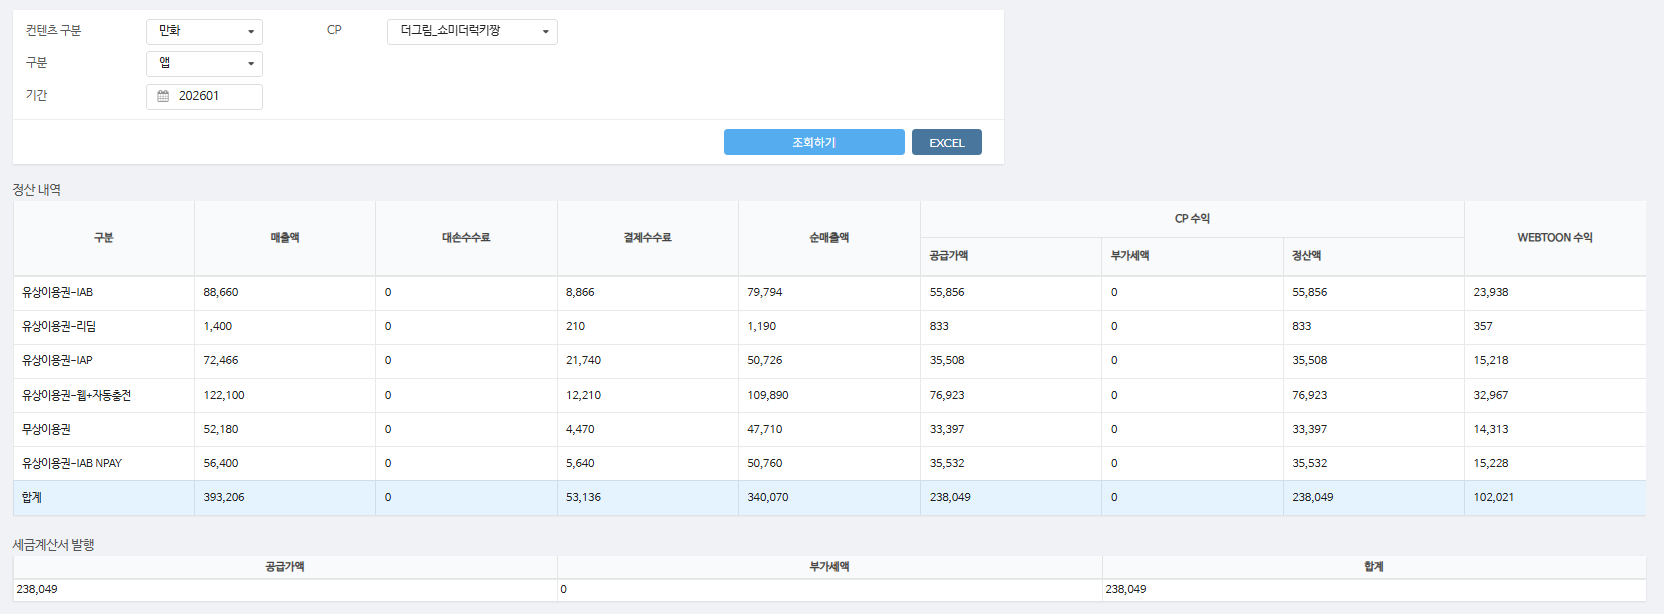 컨텐츠 구분 만화 CP 더그림_쇼미더럭키짱
구분 앱
기간 202601
조회하기 EXCEL
정산 내역
구분 매출액 대손수수료 결제수수료 순매출액 CP 수익 WEBTOON 수익
공급가액 부가세액 정산액
유상이용권-IAB 88,660 0 8,866 79,794 55,856 0 55,856 23,938
유상이용권-리딤 1,400 0 210 1,190 833 0 833 357
유상이용권-IAP 72,466 0 21,740 50,726 35,508 0 35,508 15,218
유상이용권-웹+자동충전 122,100 0 12,210 109,890 76,923 0 76,923 32,967
무상이용권 52,180 0 4,470 47,710 33,397 0 33,397 14,313
유상이용권-IAB NPAY 56,400 0 5,640 50,760 35,532 0 35,532 15,228
합계 393,206 0 53,136 340,070 238,049 0 238,049 102,021
세금계산서 발행
공급가액 부가세액 합계
238,049 0 238,049